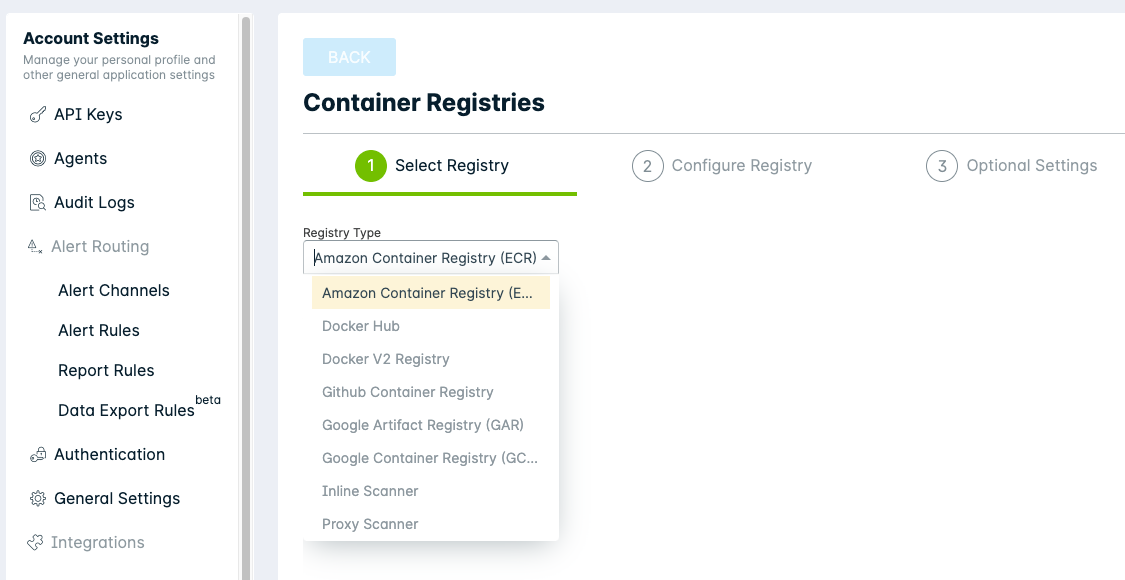 Account Settings
Manage your personal profile and
other general application settings
API Keys
Agents
Audit Logs
Alert Routing
Alert Channels
Alert Rules
Report Rules
Data Export Rules beta
Authentication
General Settings
Integrations
BACK
Container Registries
1 Select Registry
2 Configure Registry
3 Optional Settings
Registry Type
Amazon Container Registry (ECR)
Amazon Container Registry (E...
Docker Hub
Docker V2 Registry
Github Container Registry
Google Artifact Registry (GAR)
Google Container Registry (GC...
Inline Scanner
Proxy Scanner